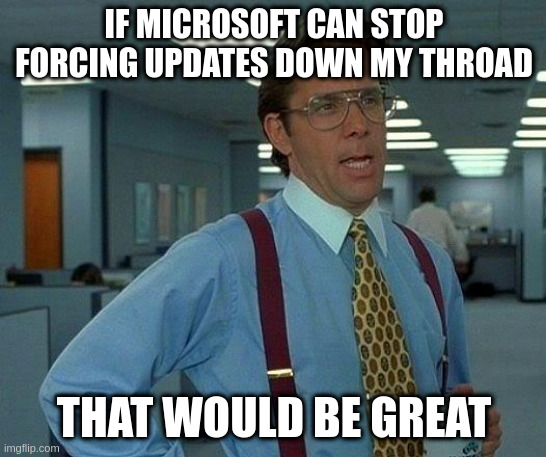 IF MICROSOFT CAN STOP
FORCING UPDATES DOWN MY THROAD
THAT WOULD BE GREAT
imgflip.com